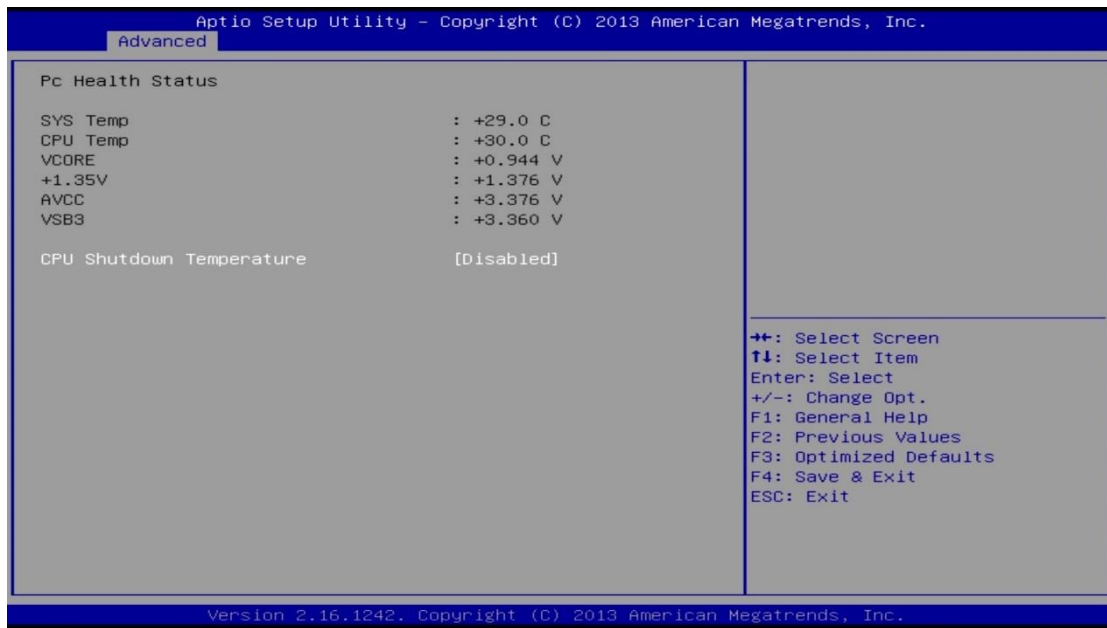 Aptio Setup Utility – Copyright (C) 2013 American Megatrends, Inc.
Advanced
Pc Health Status
SYS Temp : +29.0 C
CPU Temp : +30.0 C
VCORE : +0.944 V
+1.35V : +1.376 V
AVCC : +3.376 V
VSB3 : +3.360 V
CPU Shutdown Temperature [Disabled]
→←: Select Screen
↑↓: Select Item
Enter: Select
+/-: Change Opt.
F1: General Help
F2: Previous Values
F3: Optimized Defaults
F4: Save & Exit
ESC: Exit
Version 2.16.1242. Copyright (C) 2013 American Megatrends, Inc.